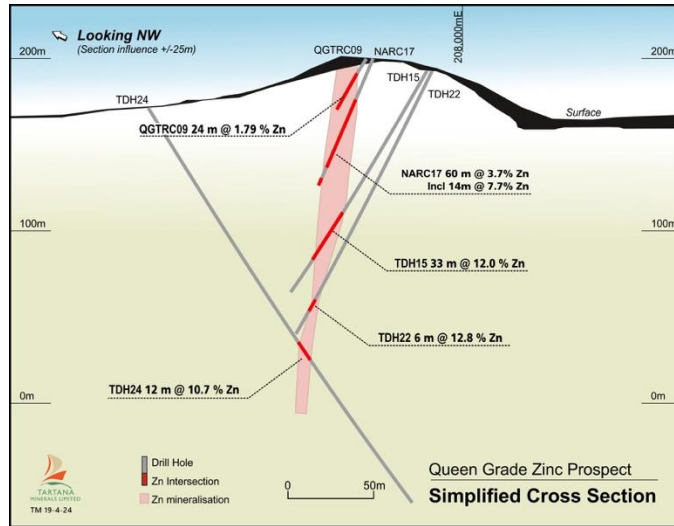 Looking NW
(Section influence +/-25m)
208,000mE
QGTRC09 NARC17
200m
200m
TDH24
TDH15
TDH22
Surface
QGTRC09 24 m @ 1.79 % Zn
NARC17 60 m @ 3.7% Zn
Incl 14m @ 7.7% Zn
100m
100m
TDH15 33 m @ 12.0 % Zn
TDH22 6 m @ 12.8 % Zn
TDH24 12 m @ 10.7 % Zn
0m
0m
Drill Hole
Zn Intersection
Zn mineralisation
0
50m
TARTANA
MINERALS LIMITED
TM 19-4-24
Queen Grade Zinc Prospect
Simplified Cross Section